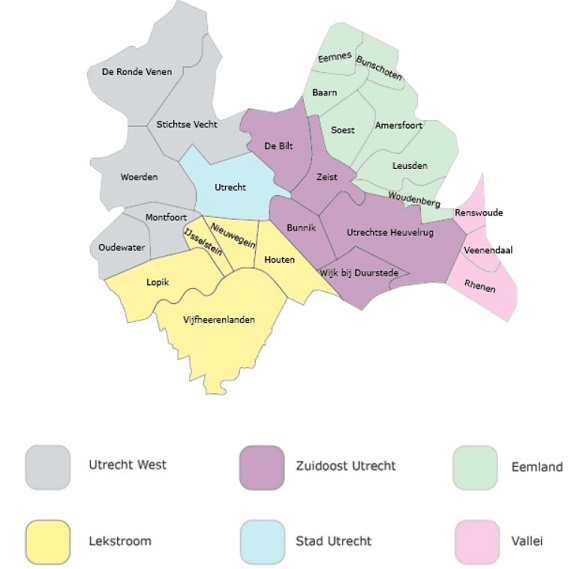 Eemnes
Bunschoten
De Ronde Venen
Baarn
Stichtse Vecht
Soest
Amersfoort
De Bilt
Leusden
Woerden
Zeist
Utrecht
Woudenberg
Montfoort
Renswoude
IJsselstein
Nieuwegein
Bunnik
Utrechtse Heuvelrug
Oudewater
Houten
Veenendaal
Wijk bij Duurstede
Lopik
Rhenen
Vijfheerenlanden
Utrecht West
Zuidoost Utrecht
Eemland
Lekstroom
Stad Utrecht
Vallei